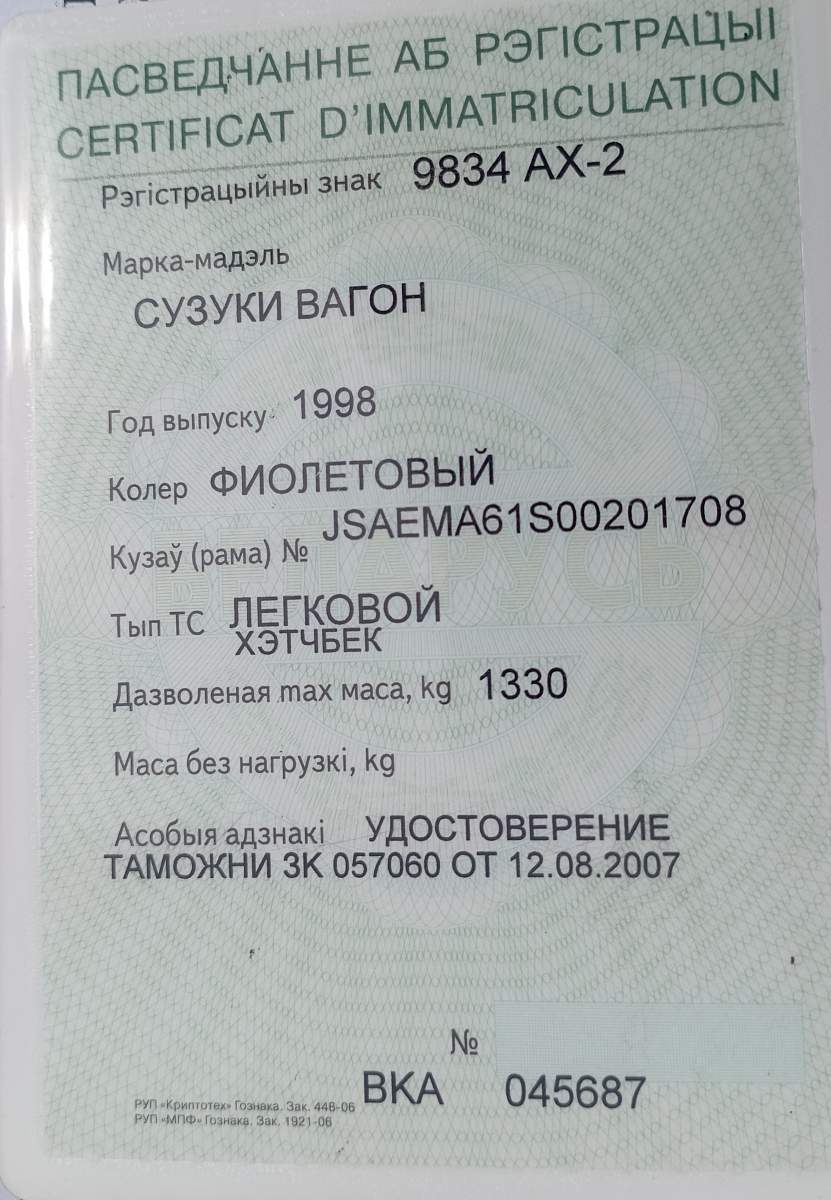 ПАСВЕДЧАННЕ АБ РЭГІСТРАЦЫІ
CERTIFICAT D'IMMATRICULATION
Рэгістрацыйны знак 9834 АХ-2
Марка-мадэль
СУЗУКИ ВАГОН
Год выпуску 1998
Колер ФИОЛЕТОВЫЙ
JSAEMA61S00201708
Кузаў (рама) №
Тып ТС ЛЕГКОВОЙ
ХЭТЧБЕК
Дазволеная max маса, kg 1330
Маса без нагрузкі, kg
Асобыя адзнакі УДОСТОВЕРЕНИЕ
ТАМОЖНИ ЗК 057060 ОТ 12.08.2007
БЕЛАРУСЬ
№
ВКА 045687
РУП «Криптотех» Гознака. Зак. 448-06
РУП «МПФ» Гознака. Зак. 1921-06